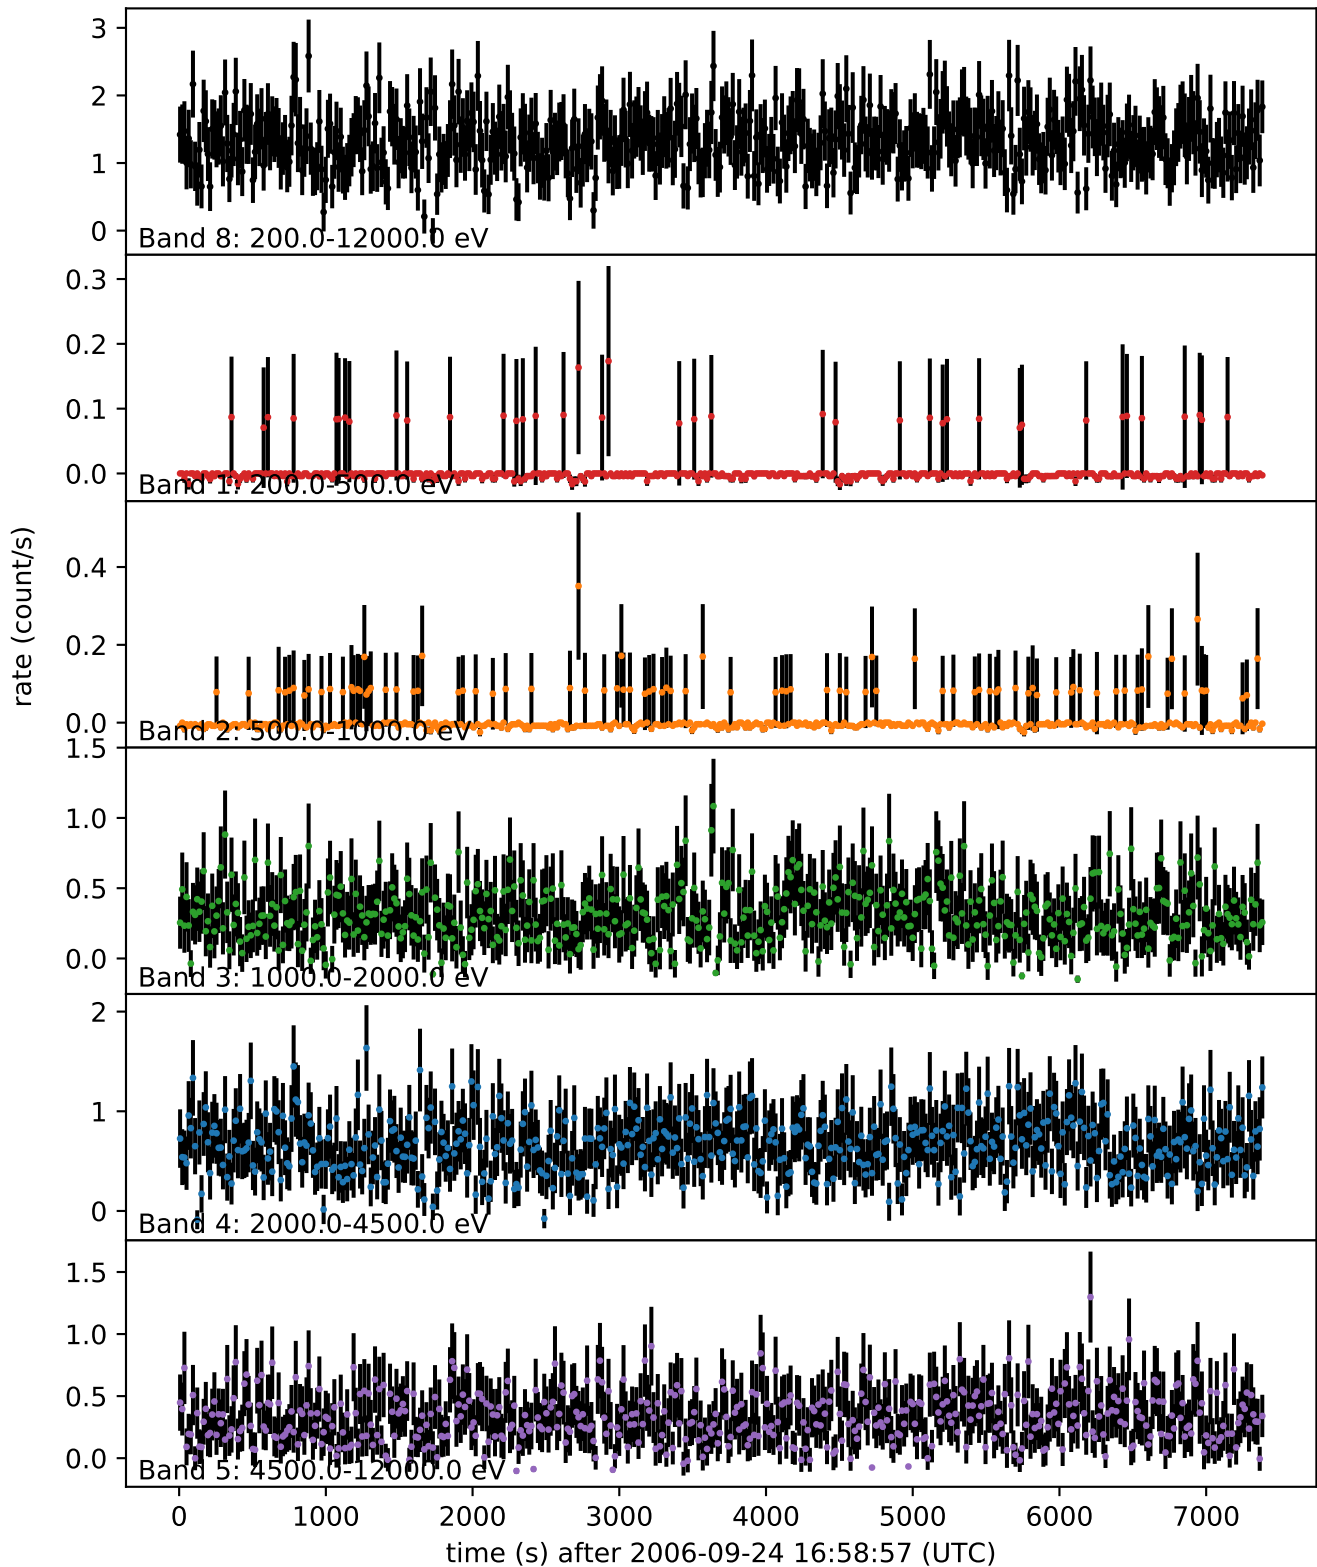 3
2
1
0
Band 8: 200.0-12000.0 eV
0.3
0.2
0.1
0.0
Band 1: 200.0-500.0 eV
0.4
0.2
0.0
Band 2: 500.0-1000.0 eV
rate (count/s)
1.5
1.0
0.5
0.0
Band 3: 1000.0-2000.0 eV
2
1
0
Band 4: 2000.0-4500.0 eV
1.5
1.0
0.5
0.0
Band 5: 4500.0-12000.0 eV
0 1000 2000 3000 4000 5000 6000 7000
time (s) after 2006-09-24 16:58:57 (UTC)